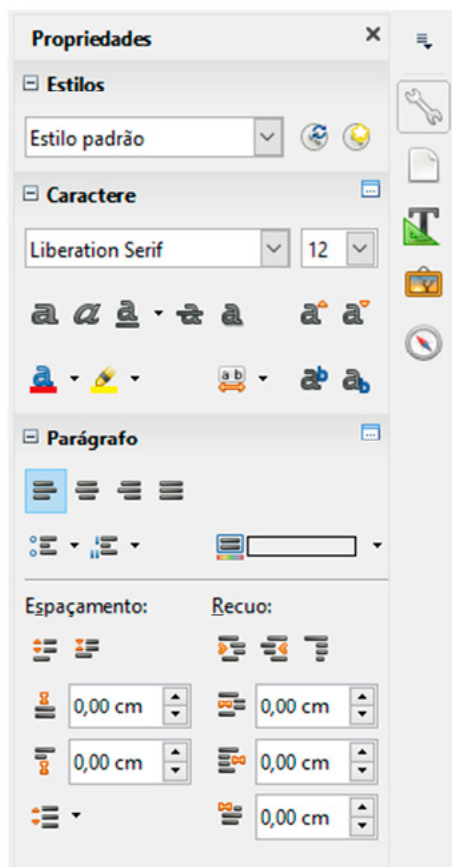 Propriedades
Estilos
Estilo padrão
Caractere
Liberation Serif 12
Parágrafo
Espaçamento: Recuo:
0,00 cm 0,00 cm
0,00 cm 0,00 cm
0,00 cm